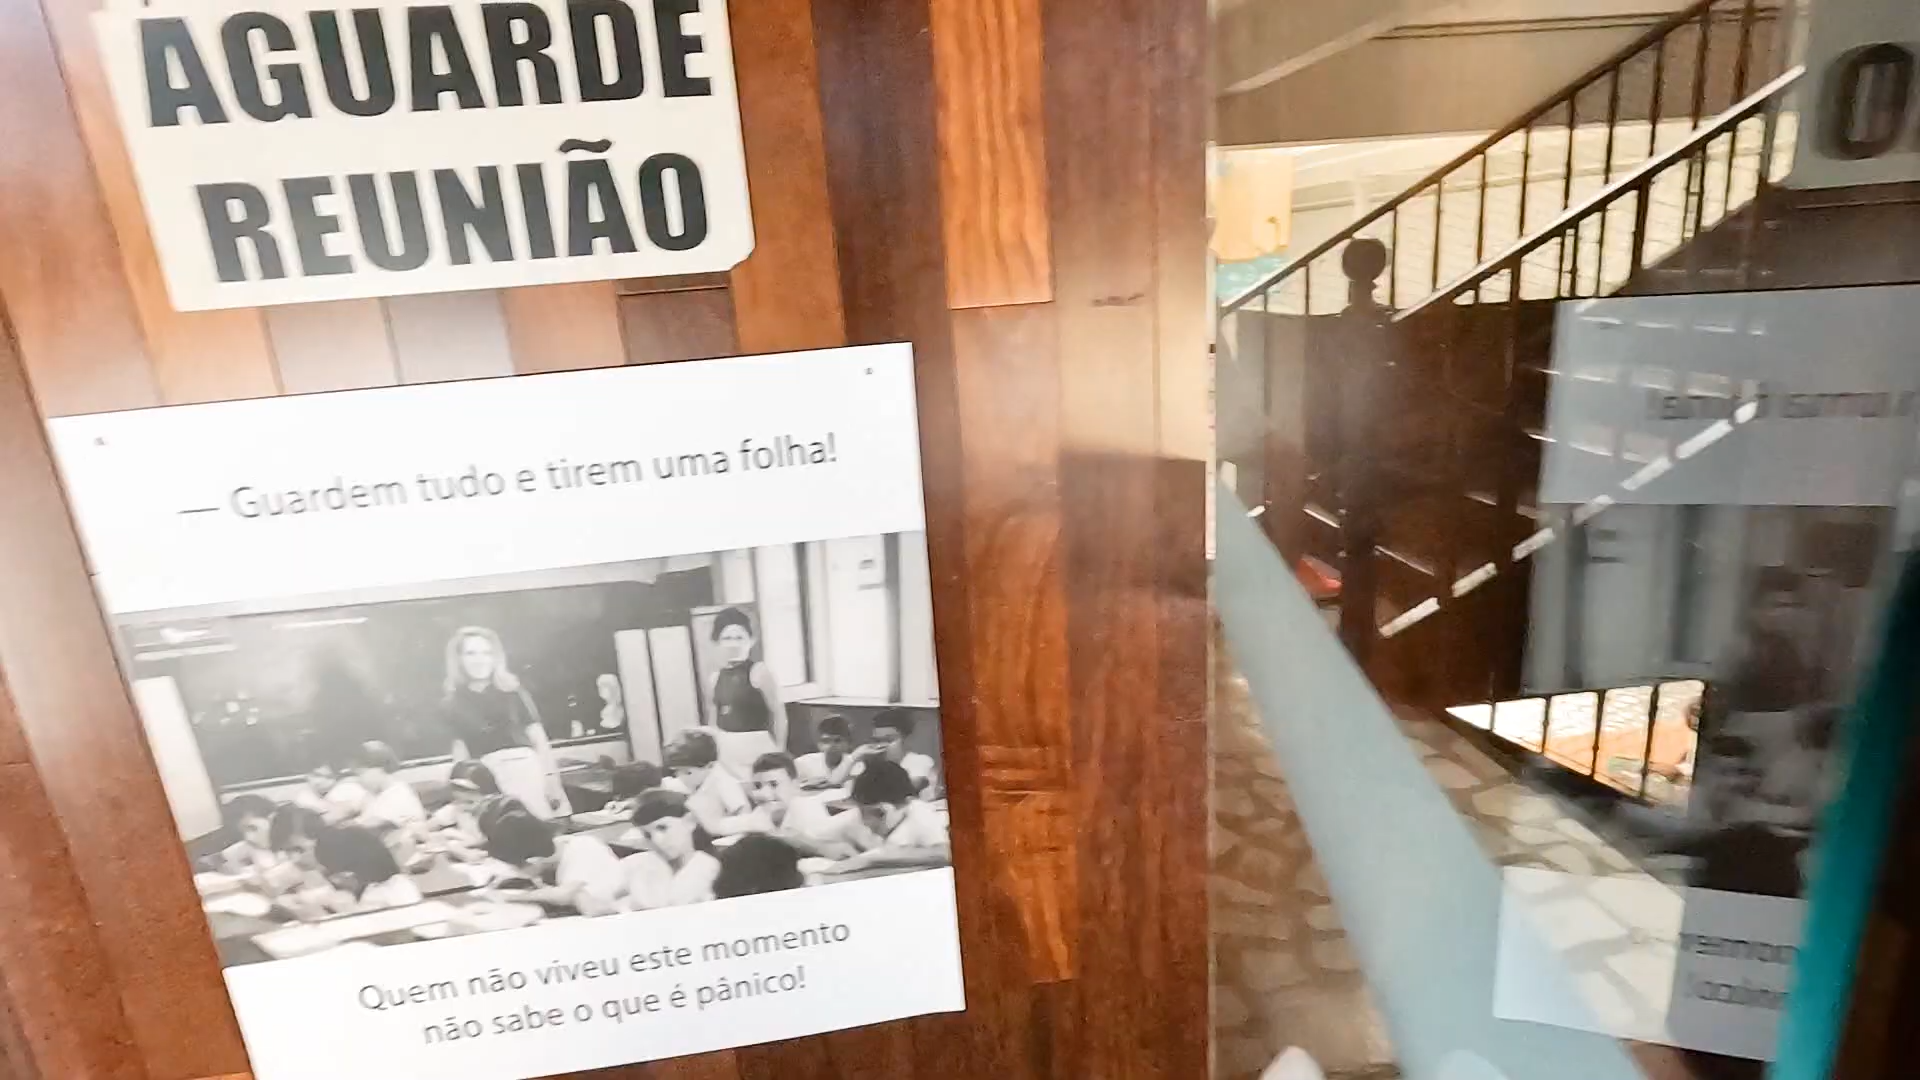 AGUARDE
REUNIÃO
— Guardem tudo e tirem uma folha!
Quem não viveu este momento
não sabe o que é pânico!